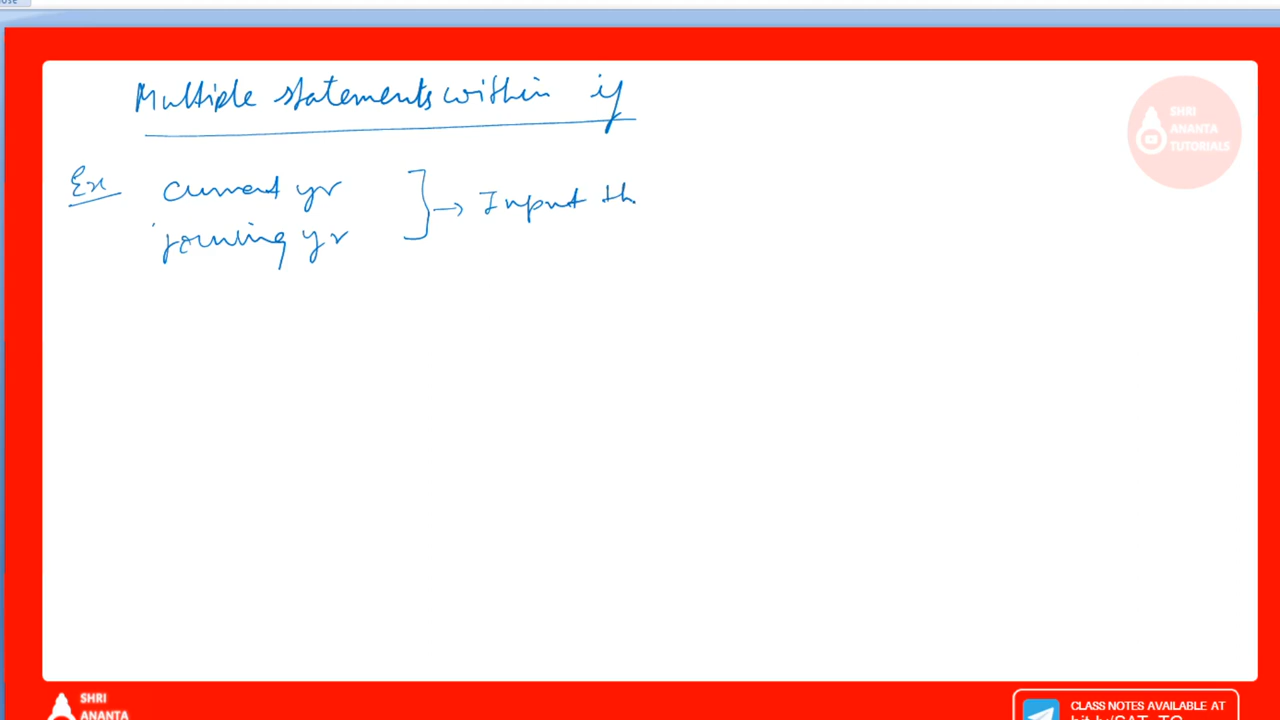 ose
Multiple statements within if
SHRI
ANANTA
TUTORIALS
Ex current yr
joining yr
Input th
SHRI
ANANTA
CLASS NOTES AVAILABLE AT